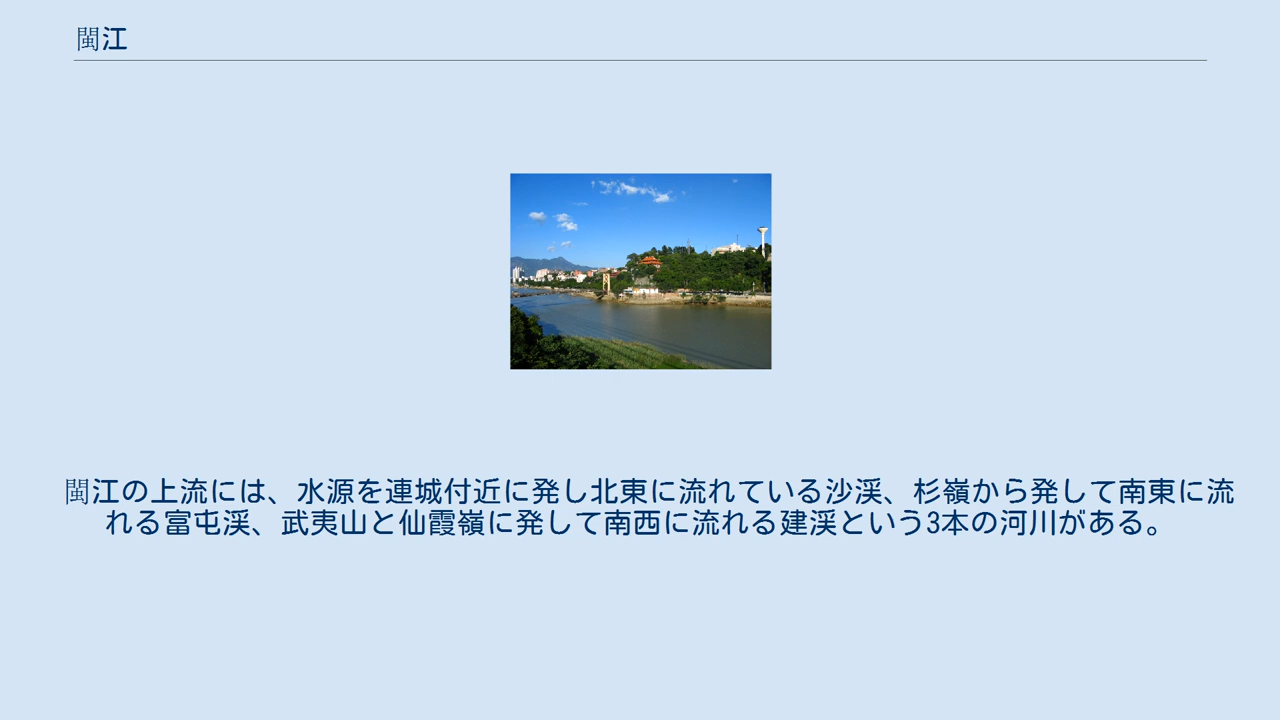 閩江
閩江の上流には、水源を連城付近に発し北東に流れている沙渓、杉嶺から発して南東に流
れる富屯渓、武夷山と仙霞嶺に発して南西に流れる建渓という3本の河川がある。